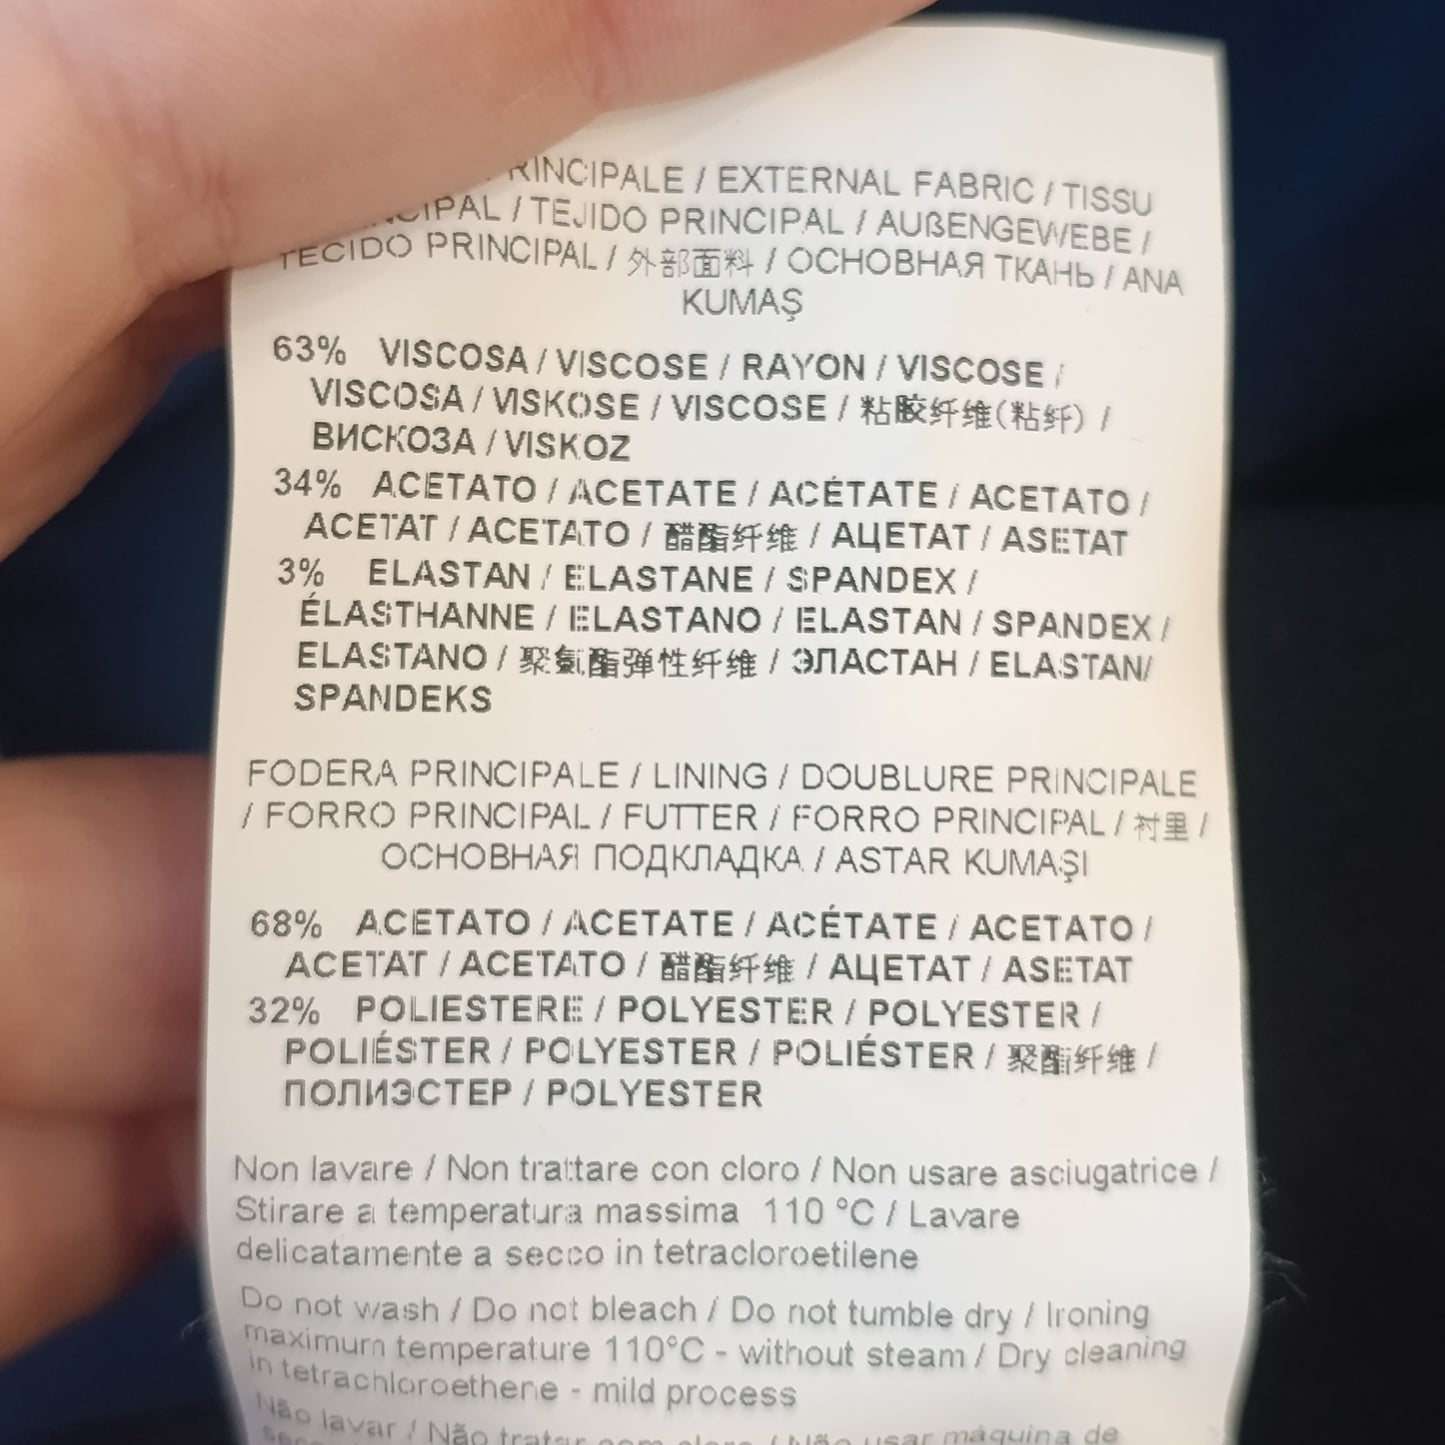 RINCIPALE / EXTERNAL FABRIC / TISSU
CIPAL / TEJIDO PRINCIPAL / AUßENGEWEBE /
TECIDO PRINCIPAL / 外部面料 / ОСНОВНАЯ ТКАНЬ / ANA
KUMAŞ
63% VISCOSA / VISCOSE / RAYON / VISCOSE /
VISCOSA / VISKOSE / VISCOSE / 粘胶纤维(粘纤) /
ВИСКОЗА / VISKOZ
34% ACETATO / ACETATE / ACÉTATE / ACETATO /
ACETAT / ACETATO / 醋酯纤维 / АЦЕТАТ / ASETAT
3% ELASTAN / ELASTANE / SPANDEX /
ÉLASTHANNE / ELASTANO / ELASTAN / SPANDEX /
ELASTANO / 聚氨酯弹性纤维 / ЭЛАСТАН / ELASTAN/
SPANDEKS
FODERA PRINCIPALE / LINING / DOUBLURE PRINCIPALE
/ FORRO PRINCIPAL / FUTTER / FORRO PRINCIPAL / 衬里 /
ОСНОВНАЯ ПОДКЛАДКА / ASTAR KUMAŞI
68% ACETATO / ACETATE / ACÉTATE / ACETATO /
ACETAT / ACETATO / 醋酯纤维 / АЦЕТАТ / ASETAT
32% POLIESTERE / POLYESTER / POLYESTER /
POLIÉSTER / POLYESTER / POLIÉSTER / 聚酯纤维 /
ПОЛИЭСТЕР / POLYESTER
Non lavare / Non trattare con cloro / Non usare asciugatrice /
Stirare a temperatura massima 110 °C / Lavare
delicatamente a secco in tetracloroetilene
Do not wash / Do not bleach / Do not tumble dry / Ironing
maximum temperature 110°C - without steam / Dry cleaning
in tetrachloroethene - mild process
Não lavar / Não tratar com cloro / Não usar máquina de